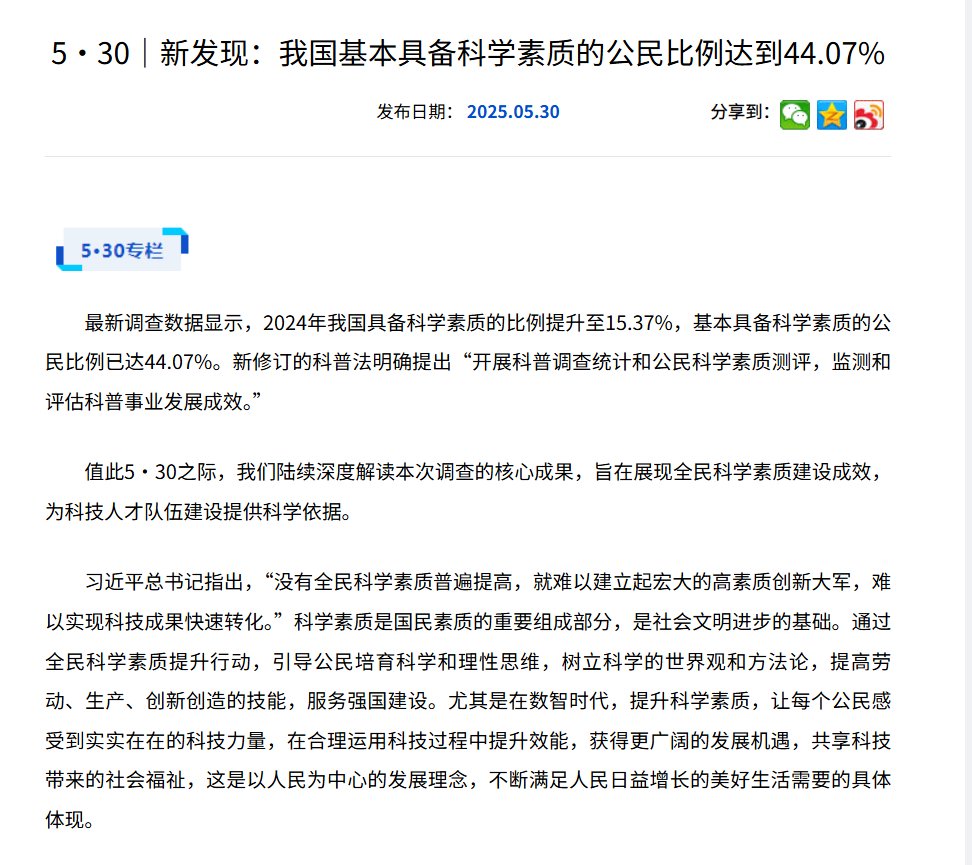 5・30｜新发现：我国基本具备科学素质的公民比例达到44.07%
发布日期： 2025.05.30 分享到：
5·30专栏
最新调查数据显示，2024年我国具备科学素质的比例提升至15.37%，基本具备科学素质的公
民比例已达44.07%。新修订的科普法明确提出“开展科普调查统计和公民科学素质测评，监测和
评估科普事业发展成效。”
值此5・30之际，我们陆续深度解读本次调查的核心成果，旨在展现全民科学素质建设成效，
为科技人才队伍建设提供科学依据。
习近平总书记指出，“没有全民科学素质普遍提高，就难以建立起宏大的高素质创新大军，难
以实现科技成果快速转化。”科学素质是国民素质的重要组成部分，是社会文明进步的基础。通过
全民科学素质提升行动，引导公民培育科学和理性思维，树立科学的世界观和方法论，提高劳
动、生产、创新创造的技能，服务强国建设。尤其是在数智时代，提升科学素质，让每个公民感
受到实实在在的科技力量，在合理运用科技过程中提升效能，获得更广阔的发展机遇，共享科技
带来的社会福祉，这是以人民为中心的发展理念，不断满足人民日益增长的美好生活需要的具体
体现。